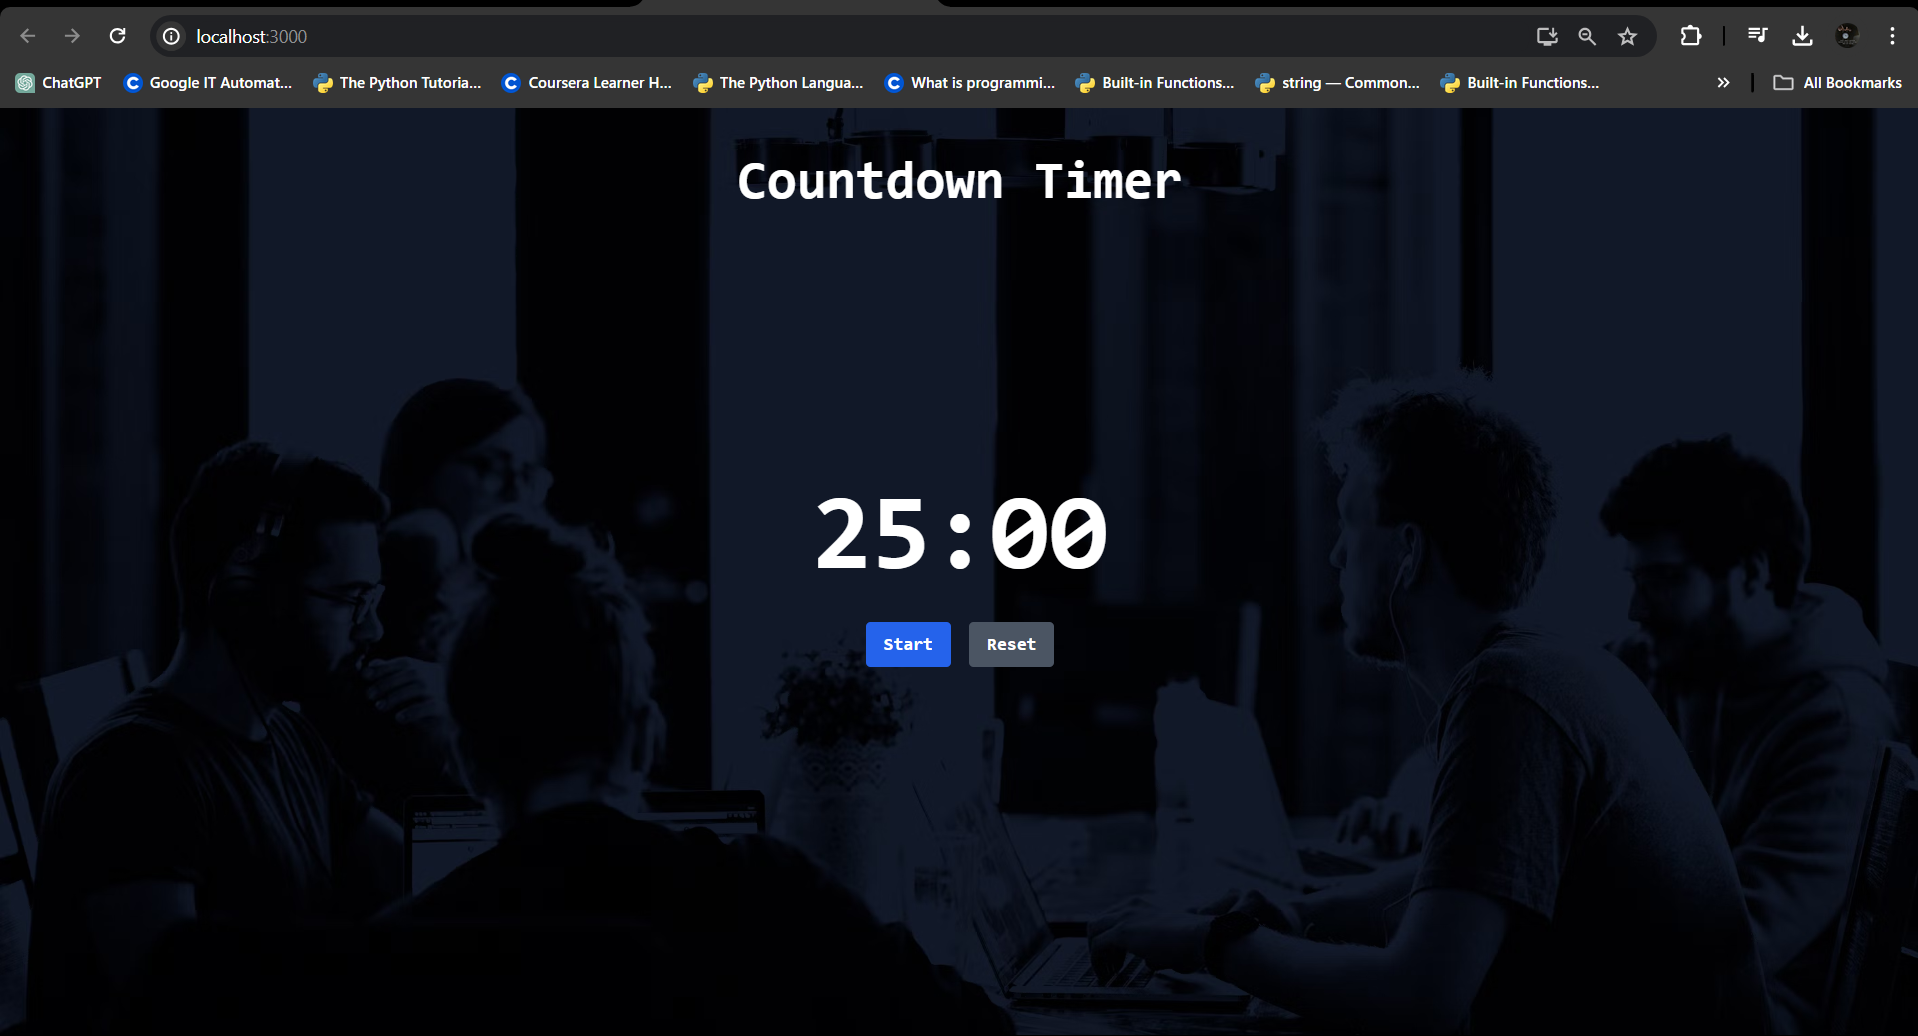 localhost:3000
ChatGPT Google IT Automat... The Python Tutoria... Coursera Learner H... The Python Langua... What is programmi... Built-in Functions... string — Common... Built-in Functions... » All Bookmarks
Countdown Timer
25:00
Start Reset